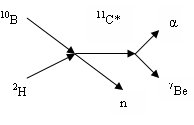 ¹⁰B ¹¹C* α
²H n ⁷Be